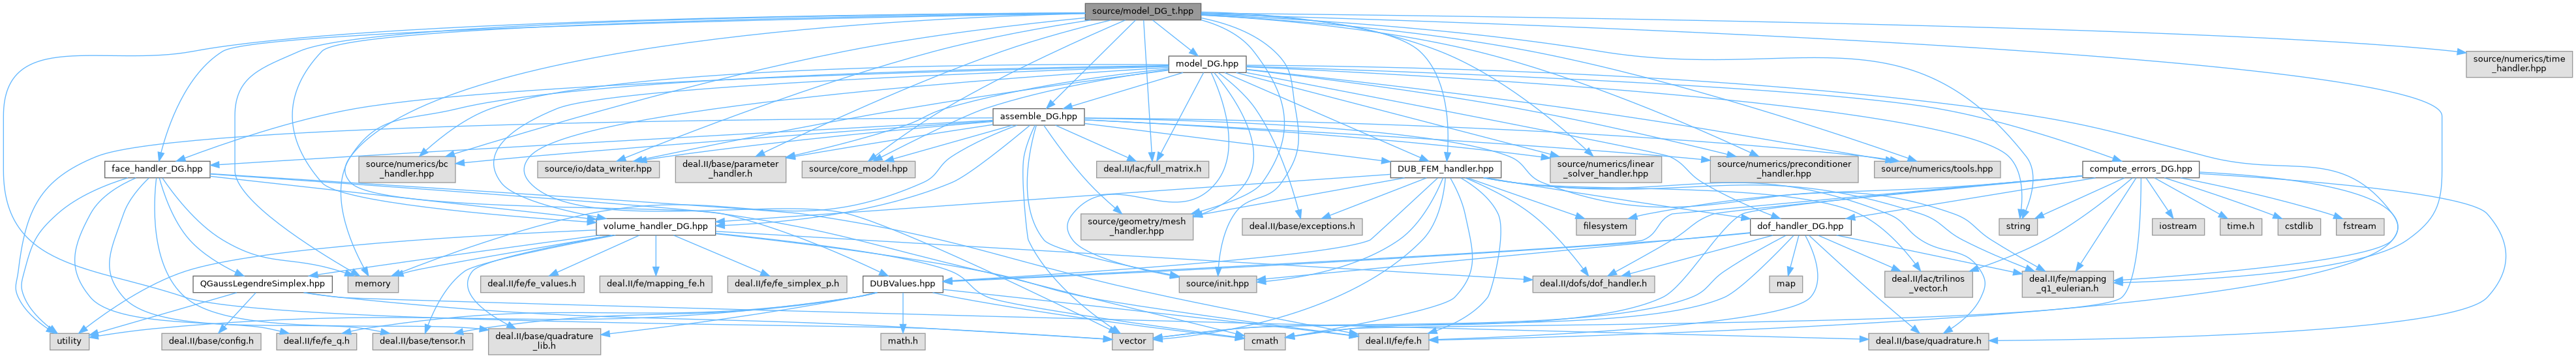 source/model_DG_t.hpp
source/numerics/time
_handler.hpp
model_DG.hpp
assemble_DG.hpp
face_handler_DG.hpp
source/numerics/bc
_handler.hpp
source/io/data_writer.hpp
deal.II/base/parameter
_handler.h
source/core_model.hpp
deal.II/lac/full_matrix.h
DUB_FEM_handler.hpp
source/numerics/linear
_solver_handler.hpp
source/numerics/preconditioner
_handler.hpp
source/numerics/tools.hpp
compute_errors_DG.hpp
volume_handler_DG.hpp
source/geometry/mesh
_handler.hpp
deal.II/base/exceptions.h
filesystem
dof_handler_DG.hpp
string
iostream
time.h
cstdlib
fstream
QGaussLegendreSimplex.hpp
memory
deal.II/fe/fe_values.h
deal.II/fe/mapping_fe.h
deal.II/fe/fe_simplex_p.h
DUBValues.hpp
source/init.hpp
deal.II/dofs/dof_handler.h
map
deal.II/lac/trilinos
_vector.h
deal.II/fe/mapping
_q1_eulerian.h
utility
deal.II/base/config.h
deal.II/fe/fe_q.h
deal.II/base/tensor.h
deal.II/base/quadrature
_lib.h
math.h
vector
cmath
deal.II/fe/fe.h
deal.II/base/quadrature.h